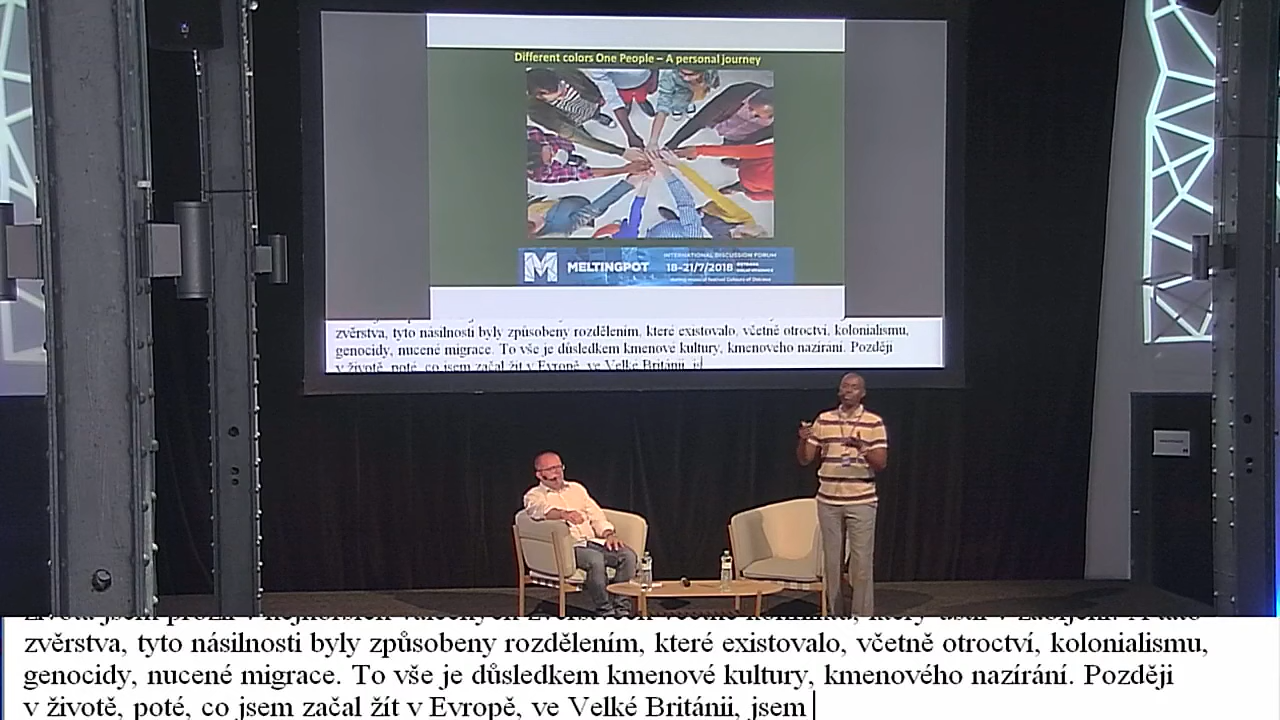 Different colors One People – A personal journey
MELTINGPOT
INTERNATIONAL DISCUSSION FORUM
18-21/7/2018
zvěrstva, tyto násilnosti byly způsobeny rozdělením, které existovalo, včetně otroctví, kolonialismu,
genocidy, nucené migrace. To vše je důsledkem kmenové kultury, kmenového nazírání. Později
v životě, poté, co jsem začal žít v Evropě, ve Velké Británii, js
zvěrstva, tyto násilnosti byly způsobeny rozdělením, které existovalo, včetně otroctví, kolonialismu,
genocidy, nucené migrace. To vše je důsledkem kmenové kultury, kmenového nazírání. Později
v životě, poté, co jsem začal žít v Evropě, ve Velké Británii, jsem